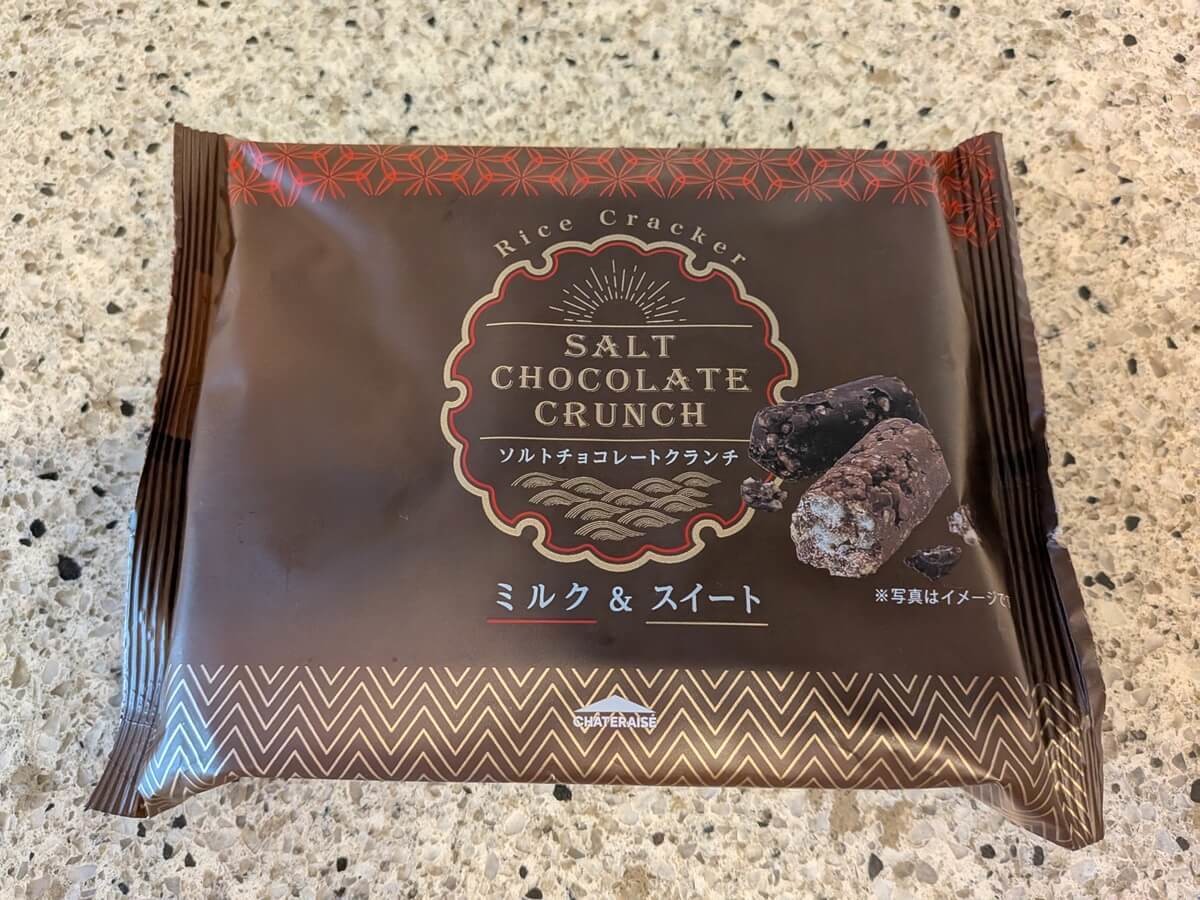 Rice Cracker
SALT
CHOCOLATE
CRUNCH
ソルトチョコレートクランチ
ミルク & スイート
※写真はイメージで
CHÂTERAISÉ